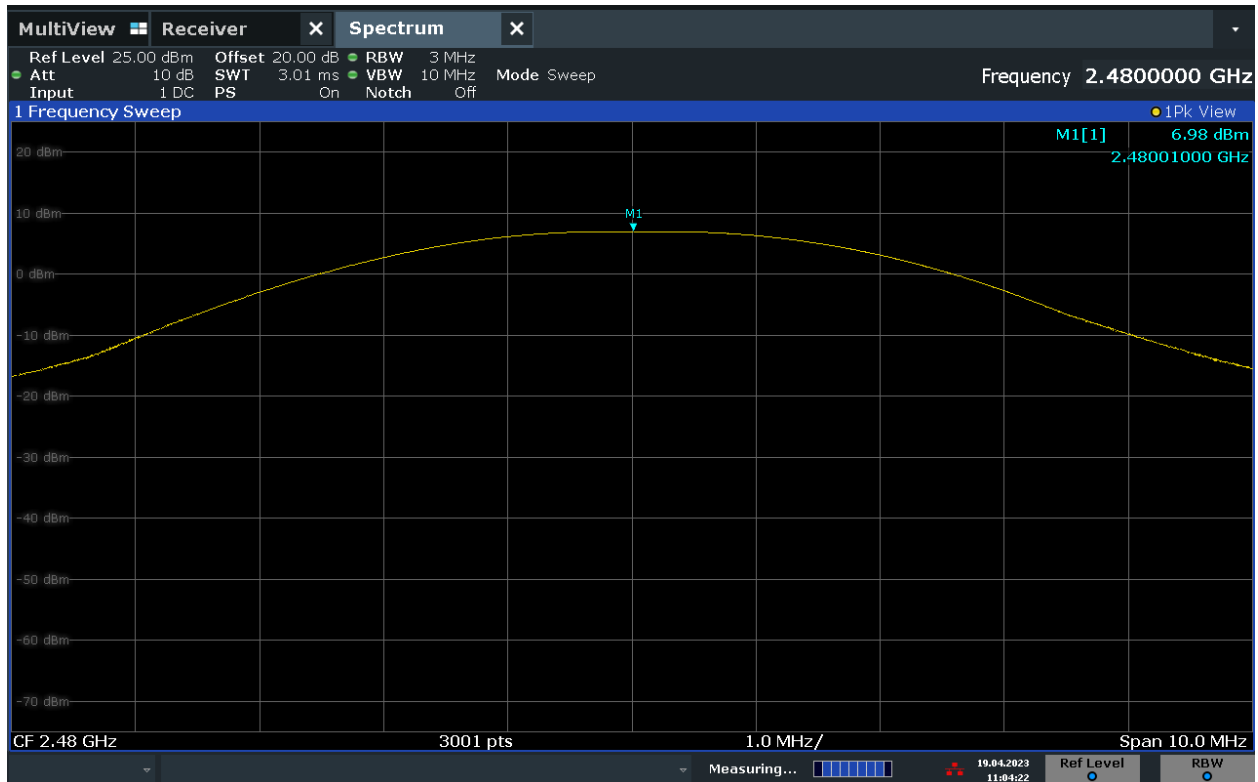 MultiView Receiver X Spectrum X
Ref Level 25.00 dBm Offset 20.00 dB RBW 3 MHz
Att 10 dB SWT 3.01 ms VBW 10 MHz Mode Sweep
Input 1 DC PS On Notch Off
Frequency 2.4800000 GHz
1 Frequency Sweep 1Pk View
M1[1] 6.98 dBm
2.48001000 GHz
20 dBm
10 dBm
M1
0 dBm
-10 dBm
-20 dBm
-30 dBm
-40 dBm
-50 dBm
-60 dBm
-70 dBm
CF 2.48 GHz 3001 pts 1.0 MHz/ Span 10.0 MHz
Measuring... 19.04.2023 Ref Level RBW
11:04:22